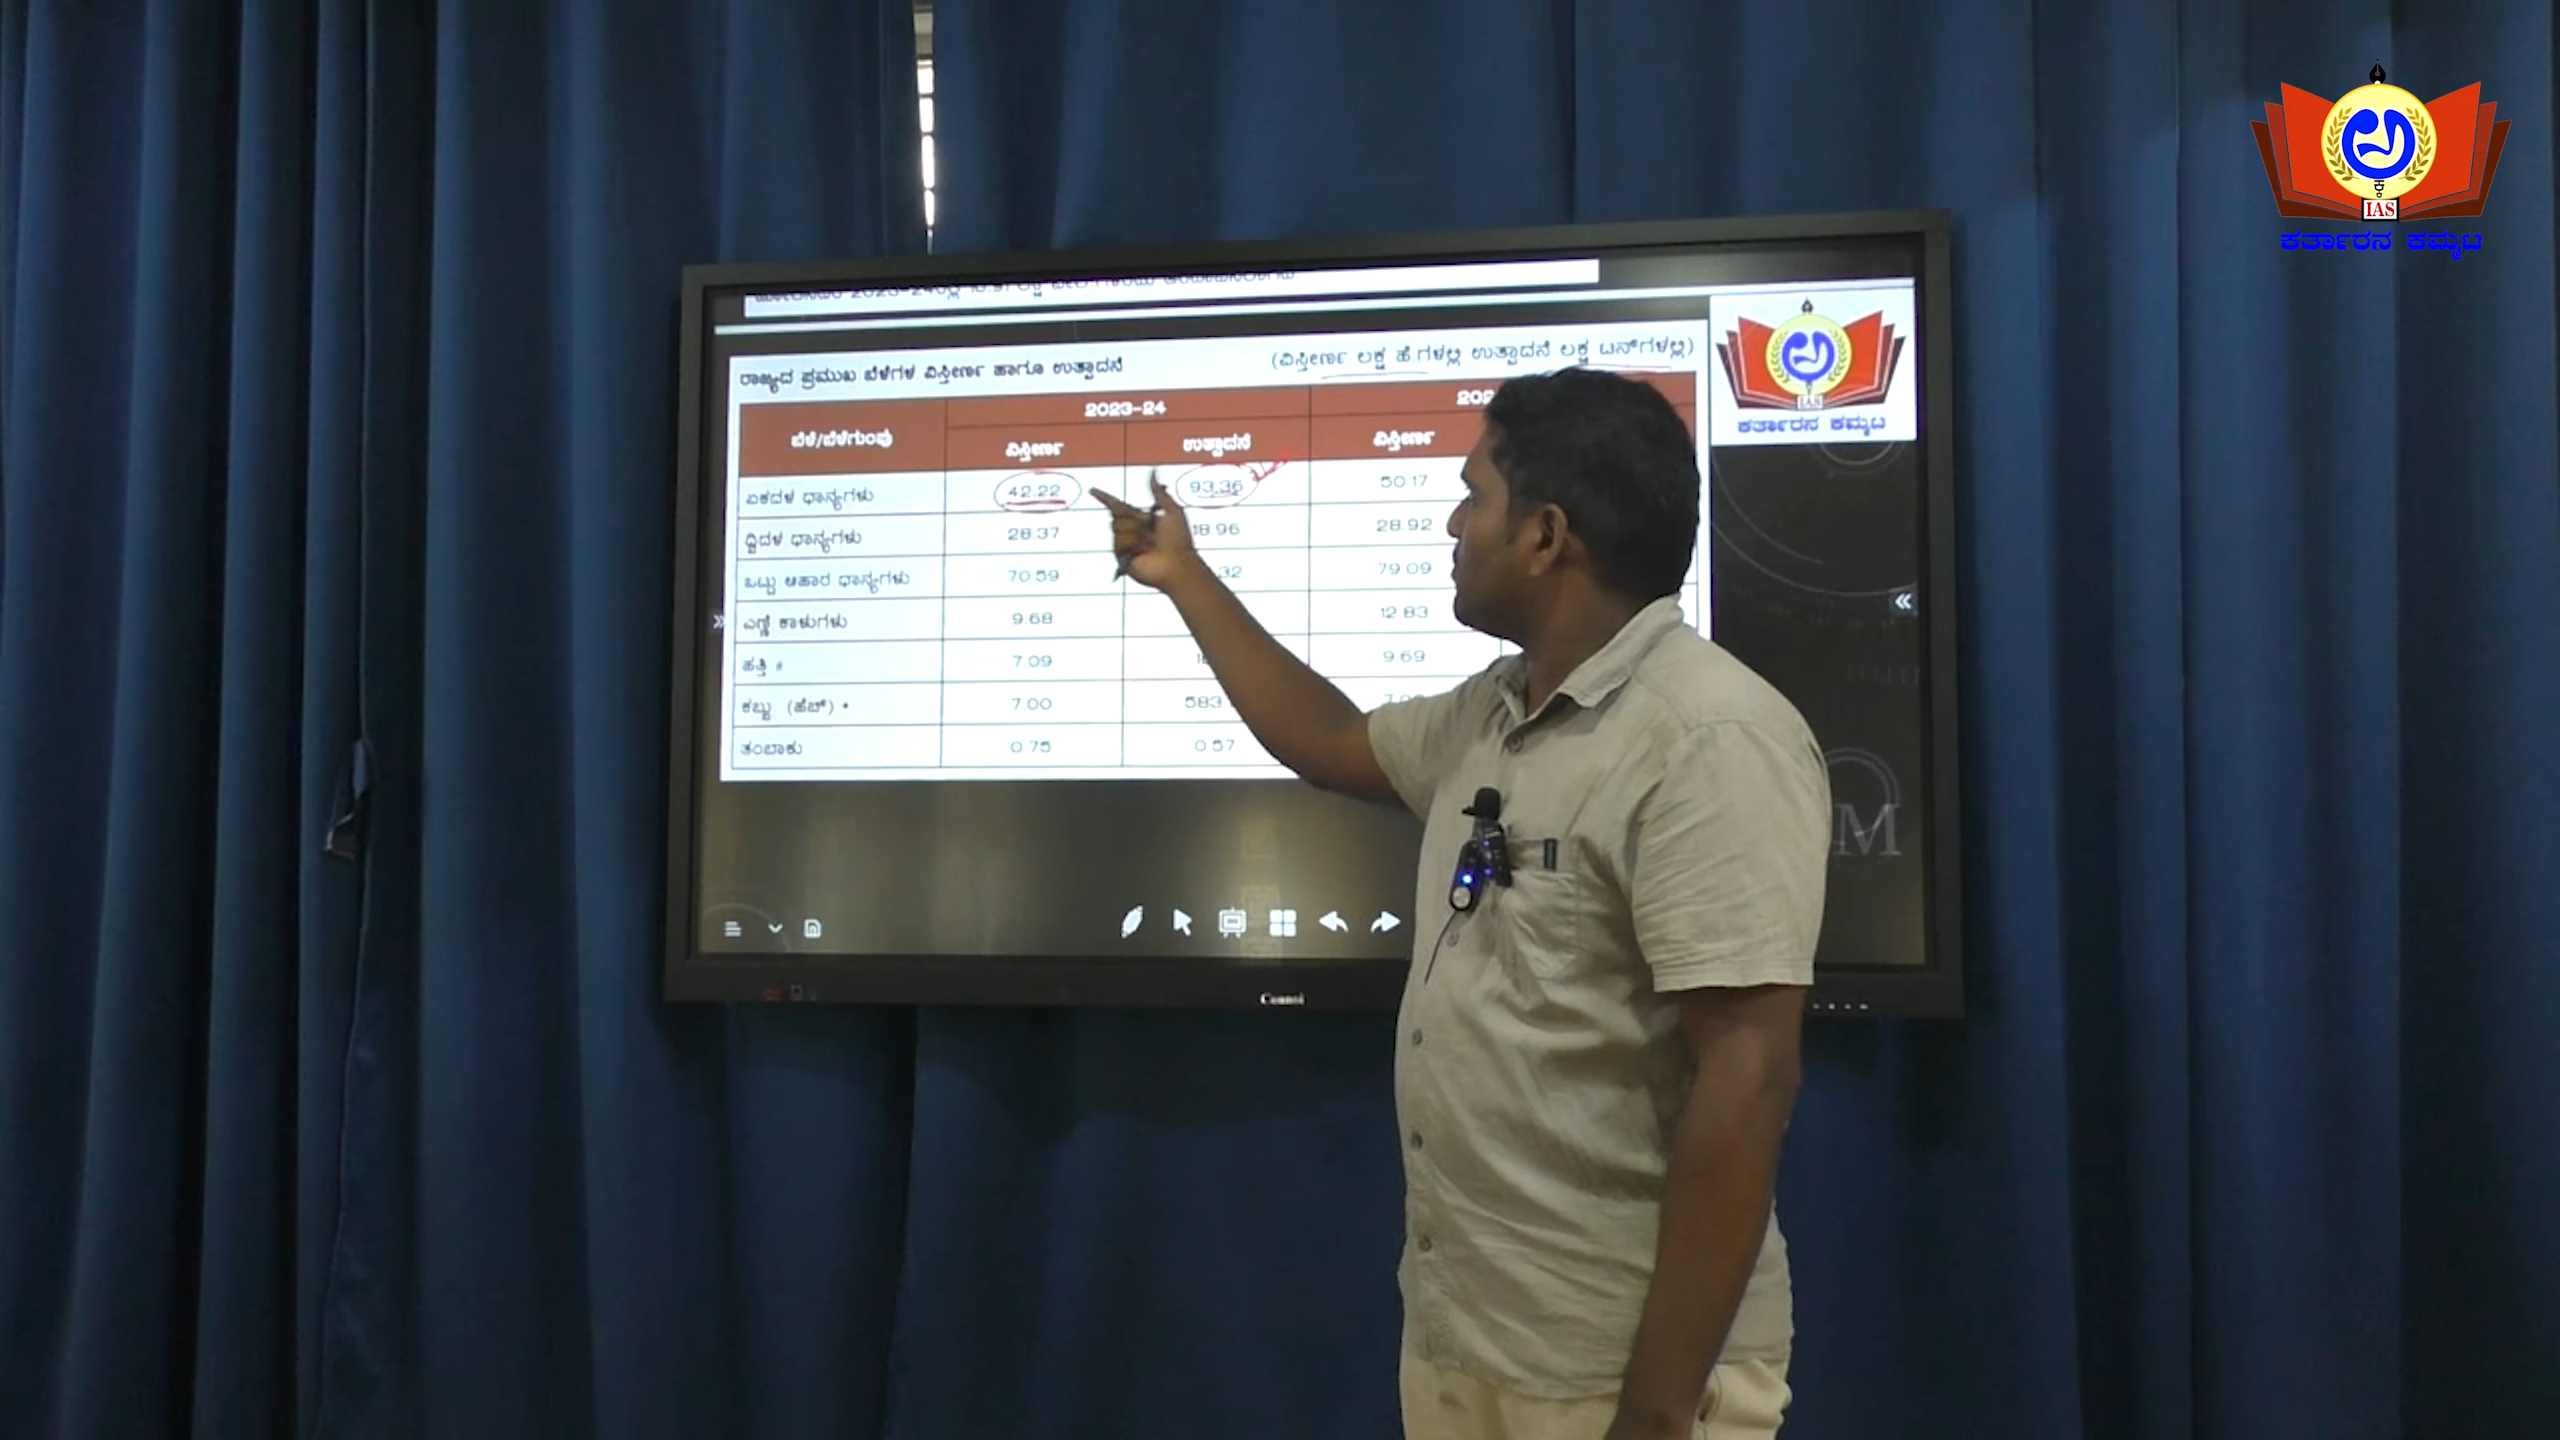 IAS
ಕರ್ತಾರನ ಕಮ್ಮಟ
ರಾಜ್ಯದ ಪ್ರಮುಖ ಬೆಳೆಗಳ ವಿಸ್ತೀರ್ಣ ಹಾಗೂ ಉತ್ಪಾದನೆ (ವಿಸ್ತೀರ್ಣ ಲಕ್ಷ ಹೆ.ಗಳಲ್ಲಿ ಉತ್ಪಾದನೆ ಲಕ್ಷ ಟನ್‌ಗಳಲ್ಲಿ)
IAS
ಕರ್ತಾರನ ಕಮ್ಮಟ
2023-24
ಬೆಳೆ/ಬೆಳೆಗುಂಪು ವಿಸ್ತೀರ್ಣ ಉತ್ಪಾದನೆ ವಿಸ್ತೀರ್ಣ
ಏಕದಳ ಧಾನ್ಯಗಳು 42.22 93.36 50.17
ದ್ವಿದಳ ಧಾನ್ಯಗಳು 28.37 18.96 28.92
ಒಟ್ಟು ಆಹಾರ ಧಾನ್ಯಗಳು 70.59 79.09
ಎಣ್ಣೆ ಕಾಳುಗಳು 9.68 12.83
ಹತ್ತಿ # 7.09 9.69
ಕಬ್ಬು (ಹೆಚ್) * 7.00 583
ತಂಬಾಕು 0.75 0.57
M